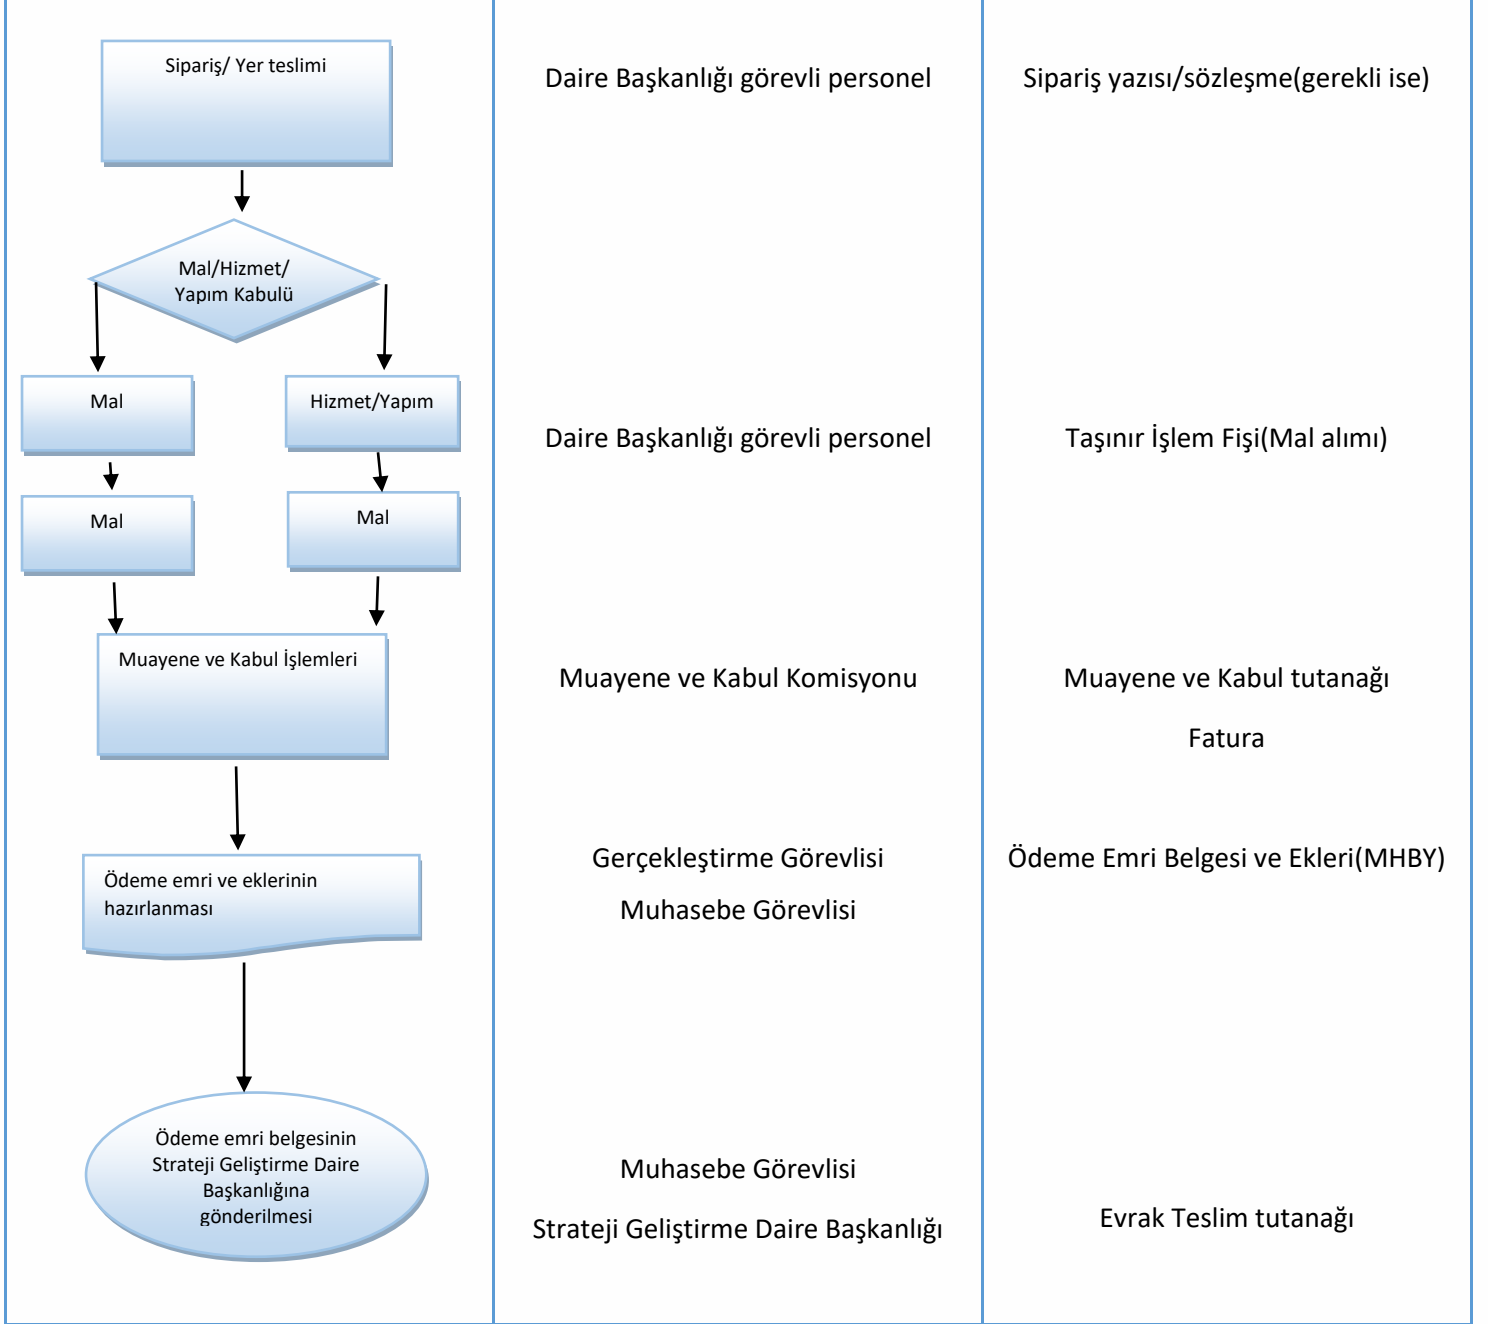 Sipariş/ Yer teslimi
Daire Başkanlığı görevli personel
Sipariş yazısı/sözleşme(gerekli ise)
Mal/Hizmet/
Yapım Kabulü
Mal
Hizmet/Yapım
Daire Başkanlığı görevli personel
Taşınır İşlem Fişi(Mal alımı)
Mal
Mal
Muayene ve Kabul İşlemleri
Muayene ve Kabul Komisyonu
Muayene ve Kabul tutanağı
Fatura
Ödeme emri ve eklerinin
hazırlanması
Gerçekleştirme Görevlisi
Muhasebe Görevlisi
Ödeme Emri Belgesi ve Ekleri(MHBY)
Ödeme emri belgesinin
Strateji Geliştirme Daire
Başkanlığına
gönderilmesi
Muhasebe Görevlisi
Strateji Geliştirme Daire Başkanlığı
Evrak Teslim tutanağı